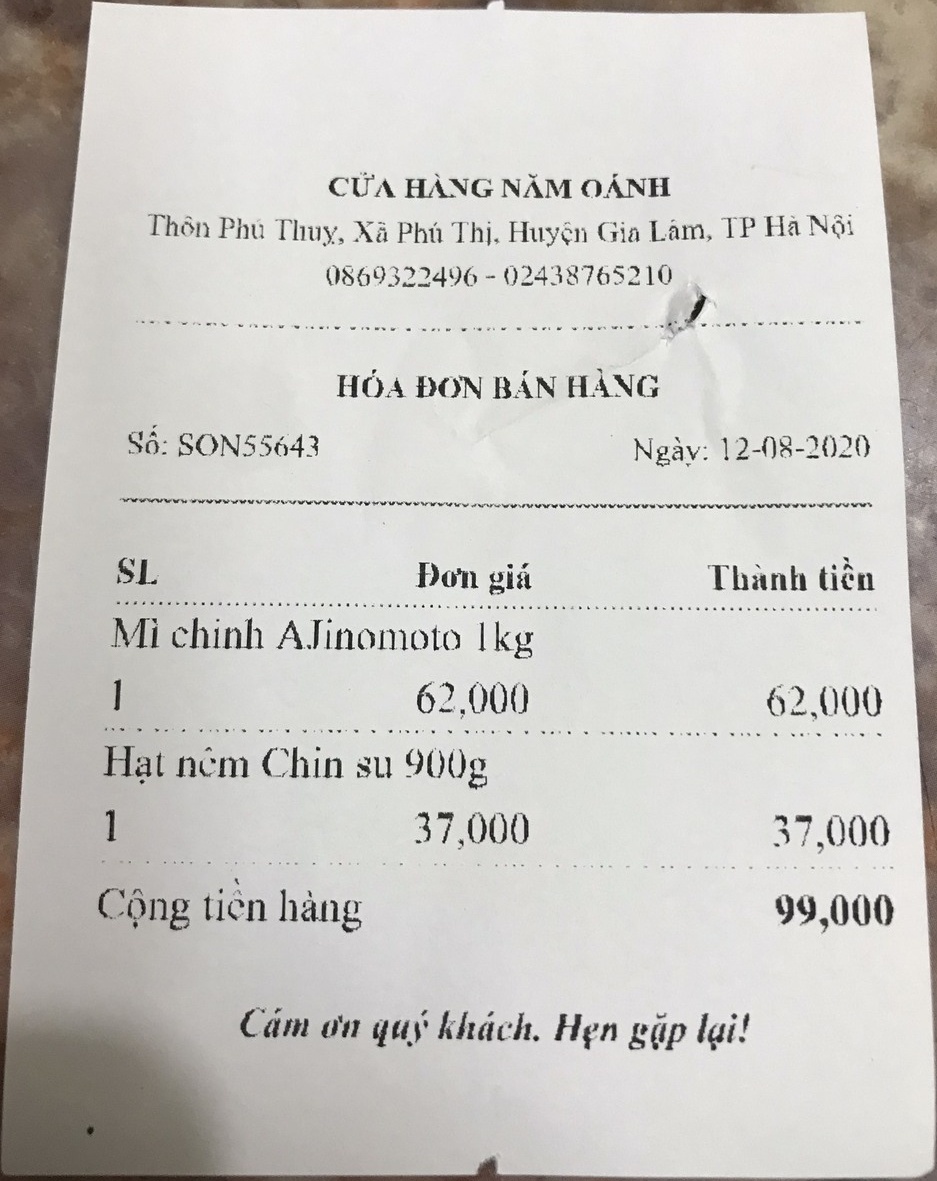 CỬA HÀNG NĂM OÁNH
Thôn Phú Thuỵ, Xã Phú Thị, Huyện Gia Lâm, TP Hà Nội
0869322496 - 02438765210
HÓA ĐƠN BÁN HÀNG
Số: SON55643 Ngày: 12-08-2020
SL Đơn giá Thành tiền
Mì chinh AJinomoto 1kg
1 62,000 62,000
Hạt nêm Chin su 900g
1 37,000 37,000
Cộng tiền hàng 99,000
Cám ơn quý khách. Hẹn gặp lại!